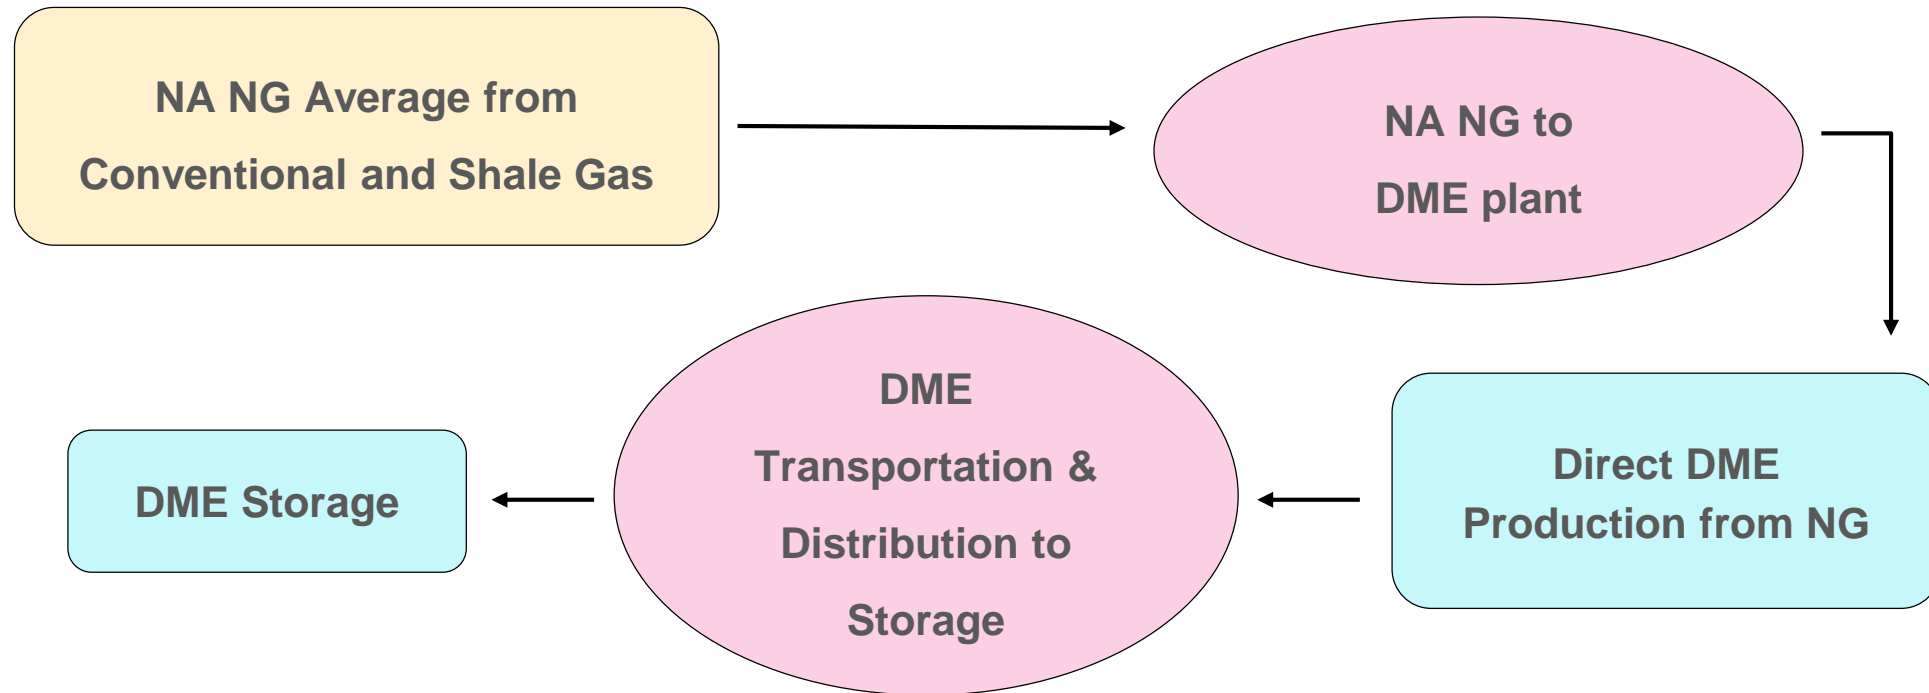 NA NG Average from
Conventional and Shale Gas
NA NG to
DME plant
Direct DME
Production from NG
DME
Transportation &
Distribution to
Storage
DME Storage